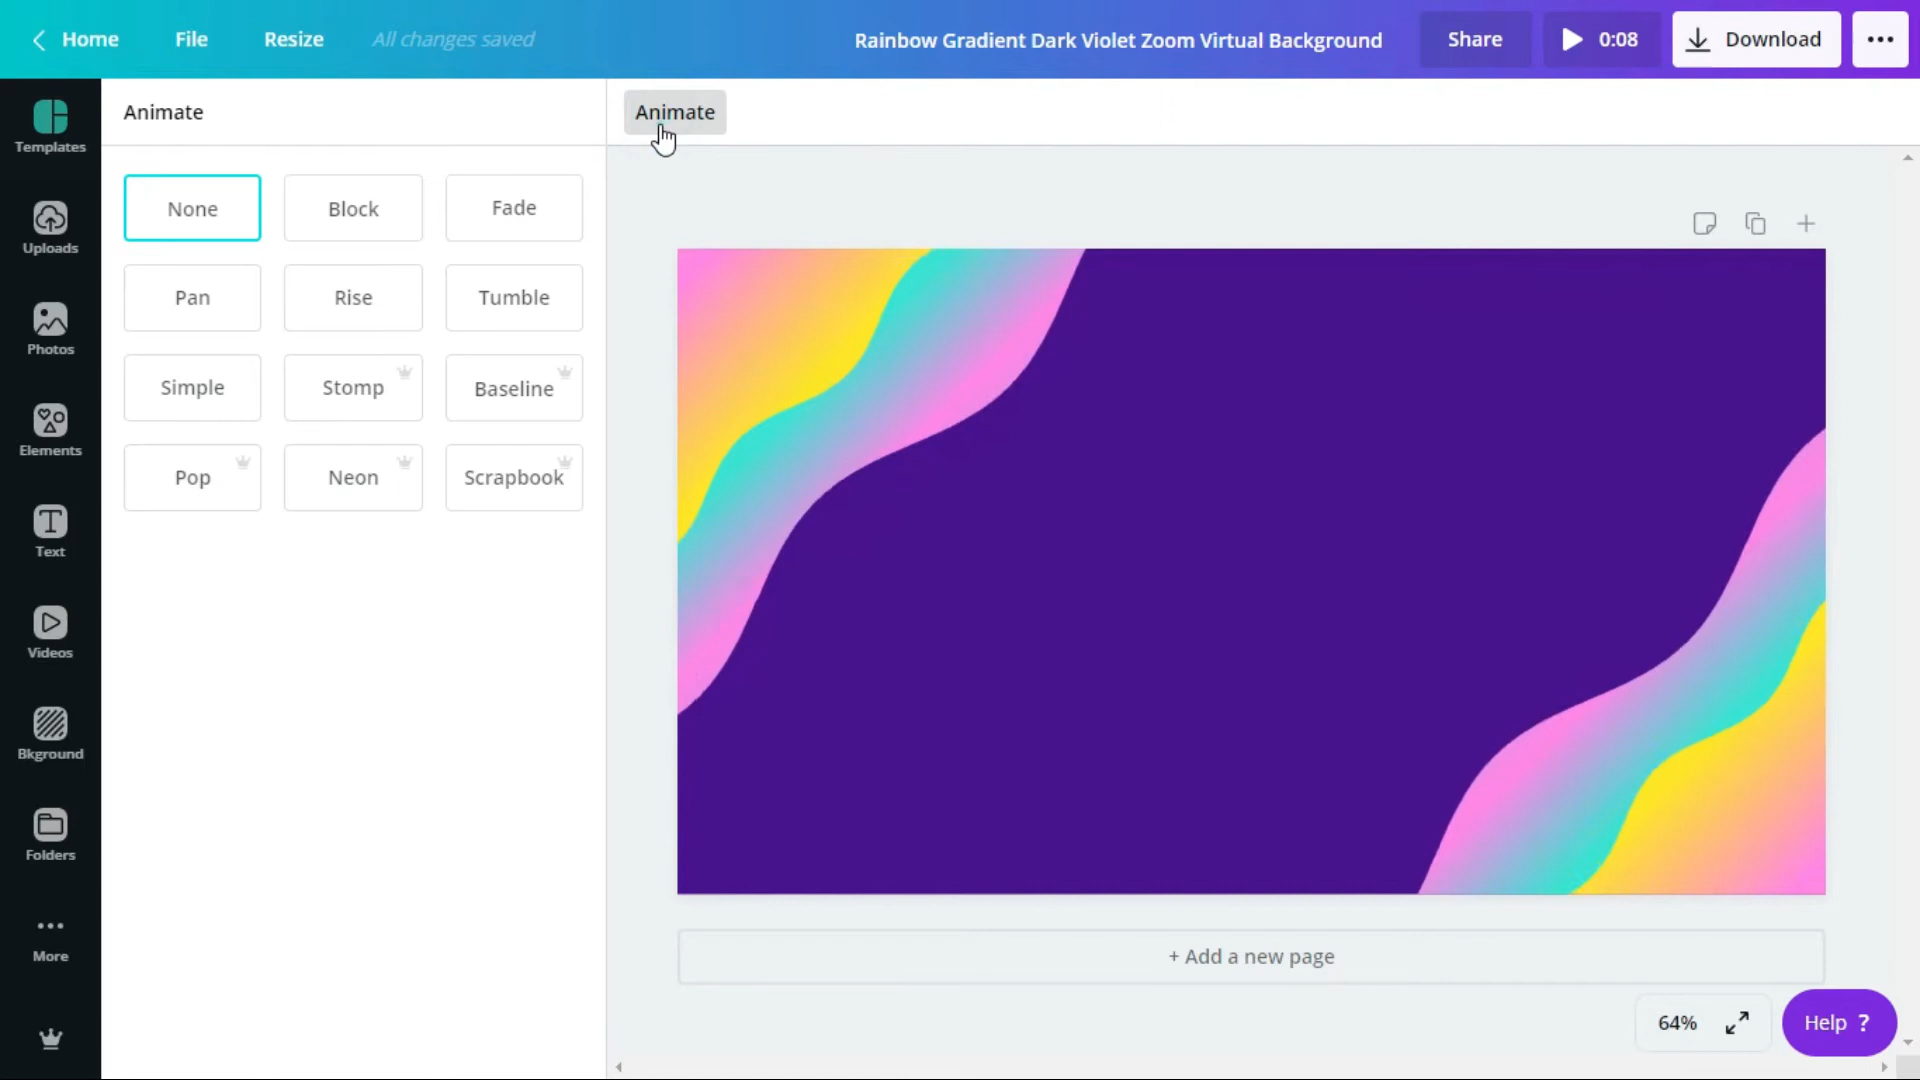 Home
File
Resize
All changes saved
Rainbow Gradient Dark Violet Zoom Virtual Background
Share
0:08
Download
Templates
Uploads
Photos
Elements
Text
Videos
Bkground
Folders
More
Animate
None
Block
Fade
Pan
Rise
Tumble
Simple
Stomp
Baseline
Pop
Neon
Scrapbook
Animate
+ Add a new page
64%
Help ?